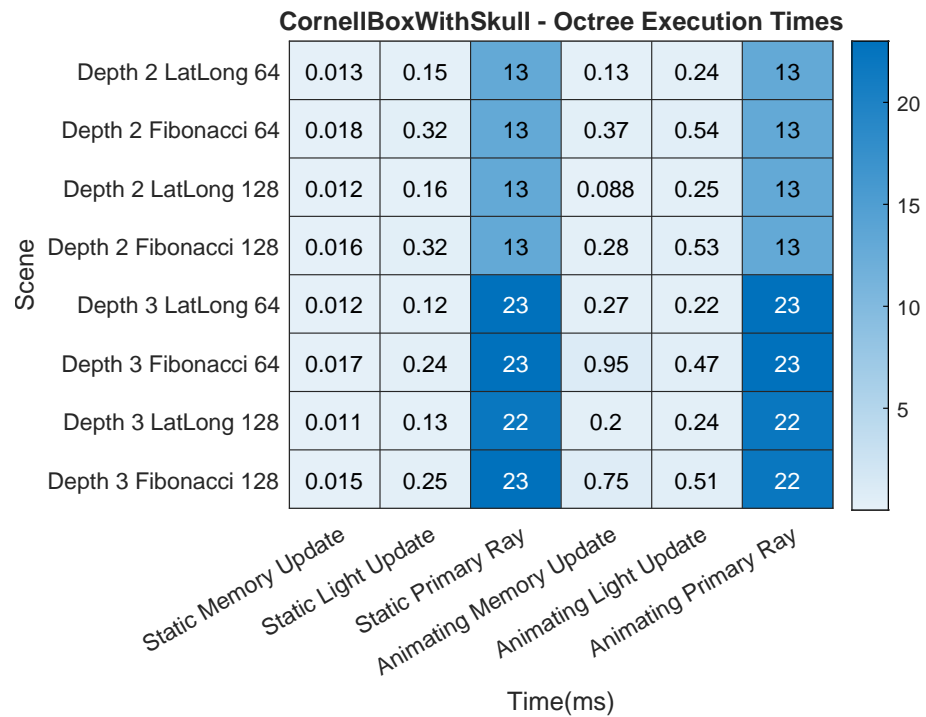 CornellBoxWithSkull - Octree Execution Times
Depth 2 LatLong 64 0.013 0.15 13 0.13 0.24 13
Depth 2 Fibonacci 64 0.018 0.32 13 0.37 0.54 13
Depth 2 LatLong 128 0.012 0.16 13 0.088 0.25 13
Depth 2 Fibonacci 128 0.016 0.32 13 0.28 0.53 13
Depth 3 LatLong 64 0.012 0.12 23 0.27 0.22 23
Depth 3 Fibonacci 64 0.017 0.24 23 0.95 0.47 23
Depth 3 LatLong 128 0.011 0.13 22 0.2 0.24 22
Depth 3 Fibonacci 128 0.015 0.25 23 0.75 0.51 22
Scene
Static Memory Update
Static Light Update
Static Primary Ray
Animating Memory Update
Animating Light Update
Animating Primary Ray
Time(ms)
20
15
10
5